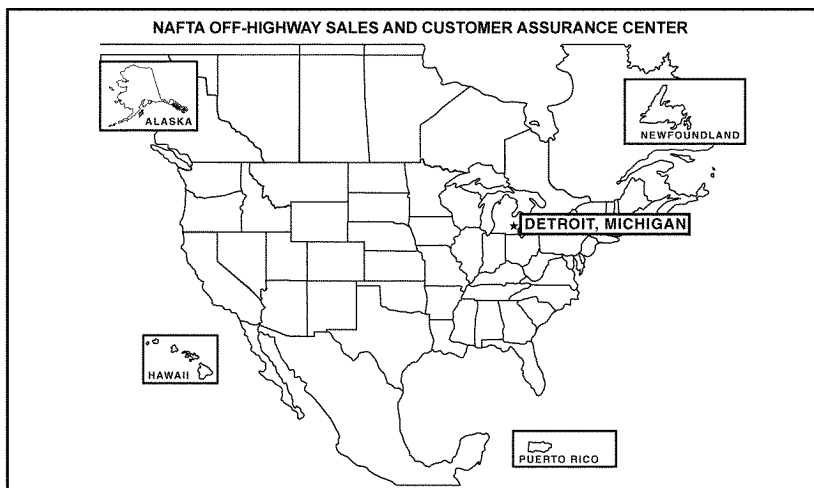 NAFTA OFF-HIGHWAY SALES AND CUSTOMER ASSURANCE CENTER
ALASKA
NEWFOUNDLAND
DETROIT, MICHIGAN
HAWAII
PUERTO RICO